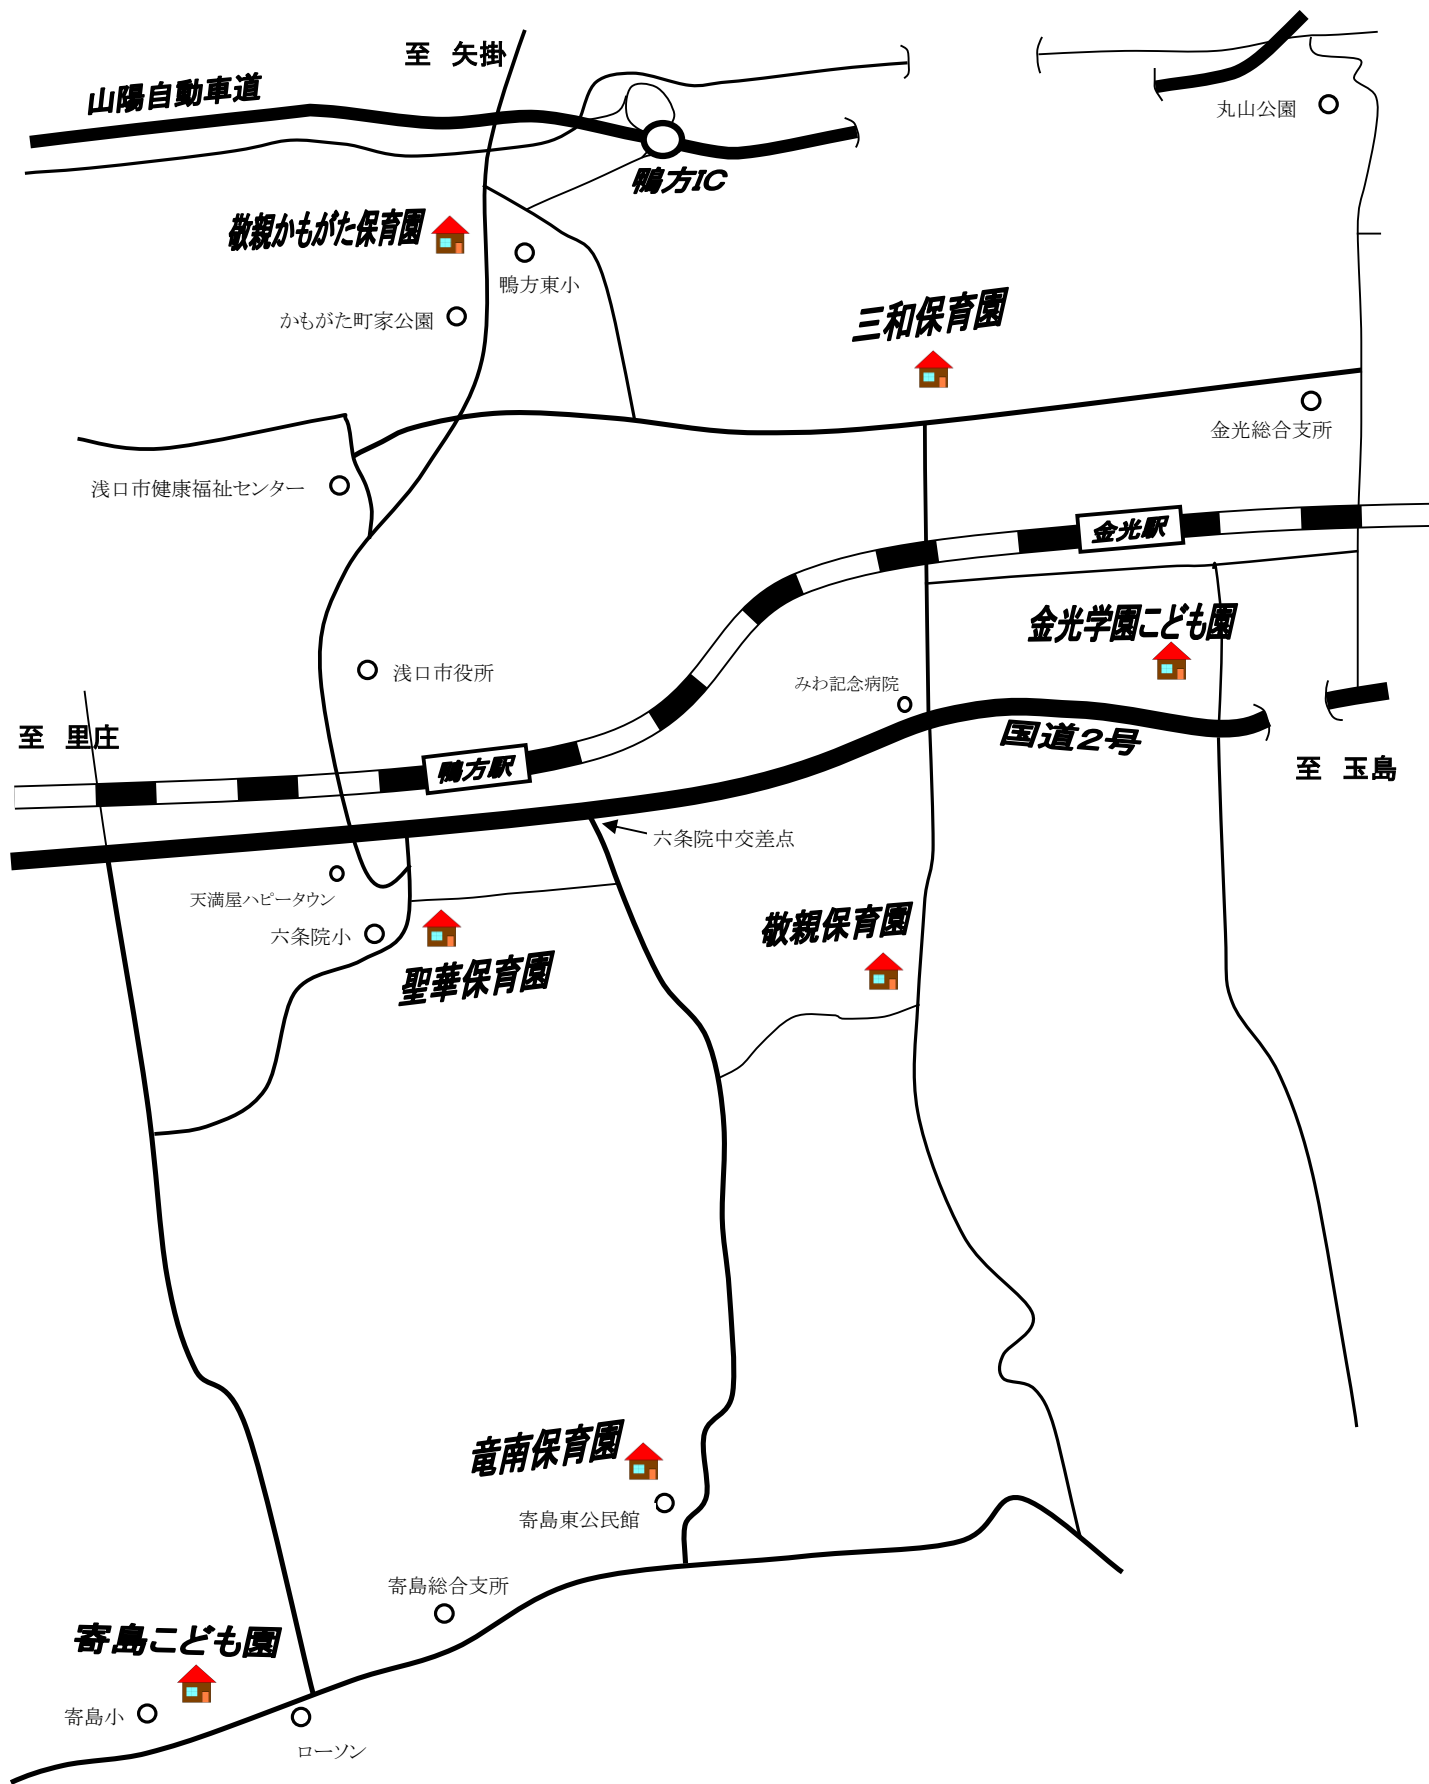 至 矢掛
山陽自動車道
丸山公園
鴨方IC
敬親かもがた保育園
鴨方東小
かもがた町家公園
三和保育園
金光総合支所
浅口市健康福祉センター
金光駅
金光学園こども園
浅口市役所
みわ記念病院
国道2号
至 里庄
鴨方駅
至 玉島
六条院中交差点
天満屋ハピータウン
六条院小
敬親保育園
聖華保育園
竜南保育園
寄島東公民館
寄島総合支所
寄島こども園
寄島小
ローソン